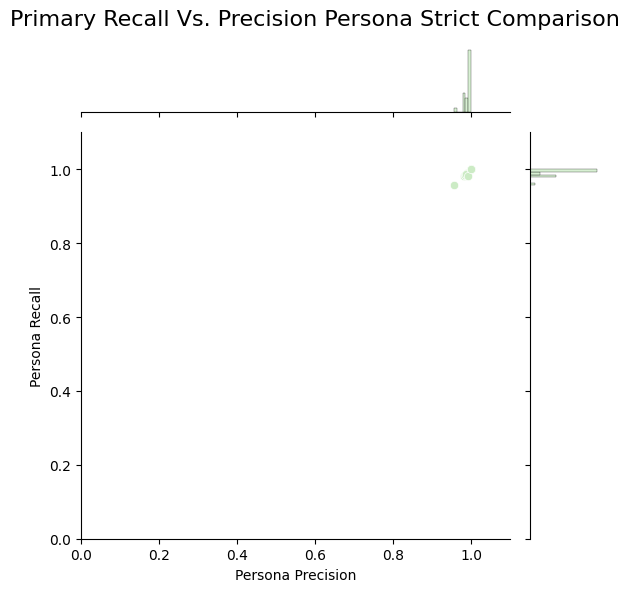 Primary Recall Vs. Precision Persona Strict Comparison
1.0
0.8
0.6
0.4
0.2
0.0
Persona Recall
0.0 0.2 0.4 0.6 0.8 1.0
Persona Precision